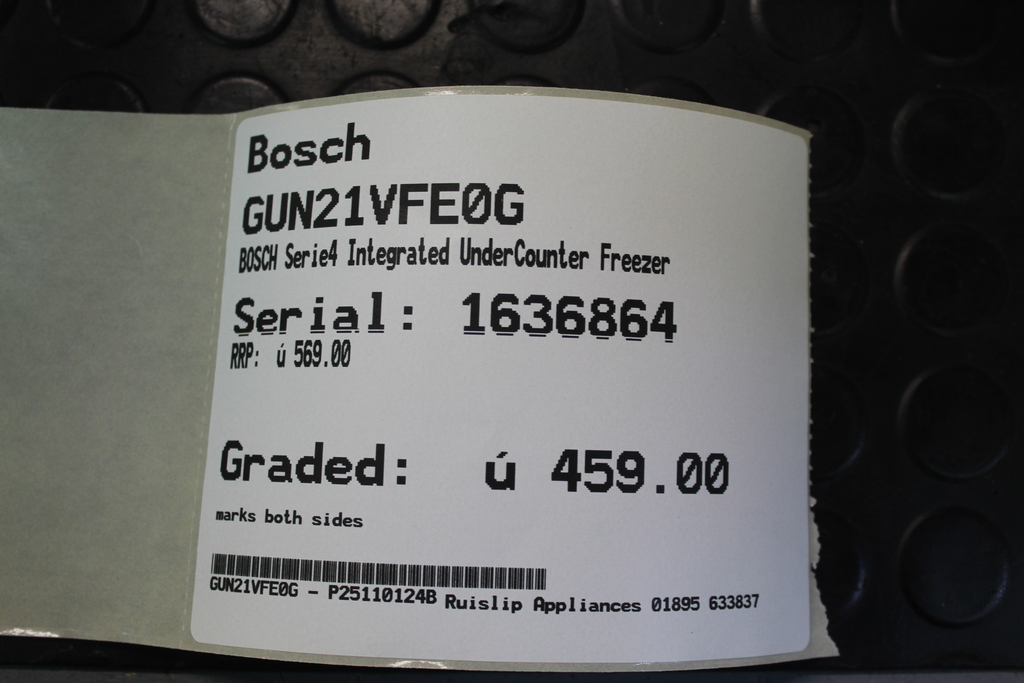 Bosch
GUN21VFE0G
BOSCH Serie4 Integrated UnderCounter Freezer
Serial: 1636864
RRP: ú 569.00
Graded: ú 459.00
marks both sides
GUN21VFE0G - P25110124B Ruislip Appliances 01895 633837